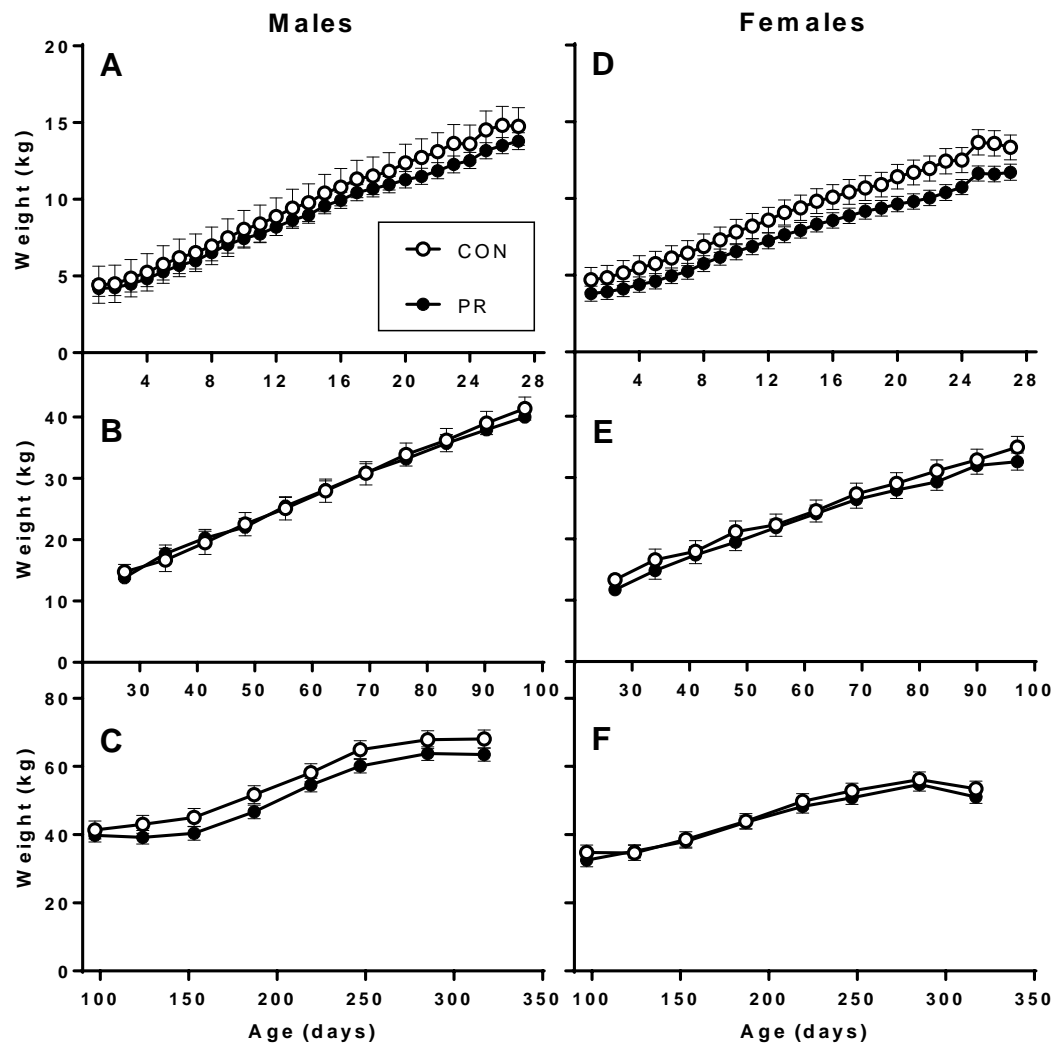 Males Females
A
20
15
10
5
0
Weight (kg)
CON
PR
4 8 12 16 20 24 28
D
4 8 12 16 20 24 28
B
40
30
20
10
0
Weight (kg)
30 40 50 60 70 80 90 100
E
30 40 50 60 70 80 90 100
C
80
60
40
20
0
Weight (kg)
100 150 200 250 300 350
Age (days)
F
100 150 200 250 300 350
Age (days)